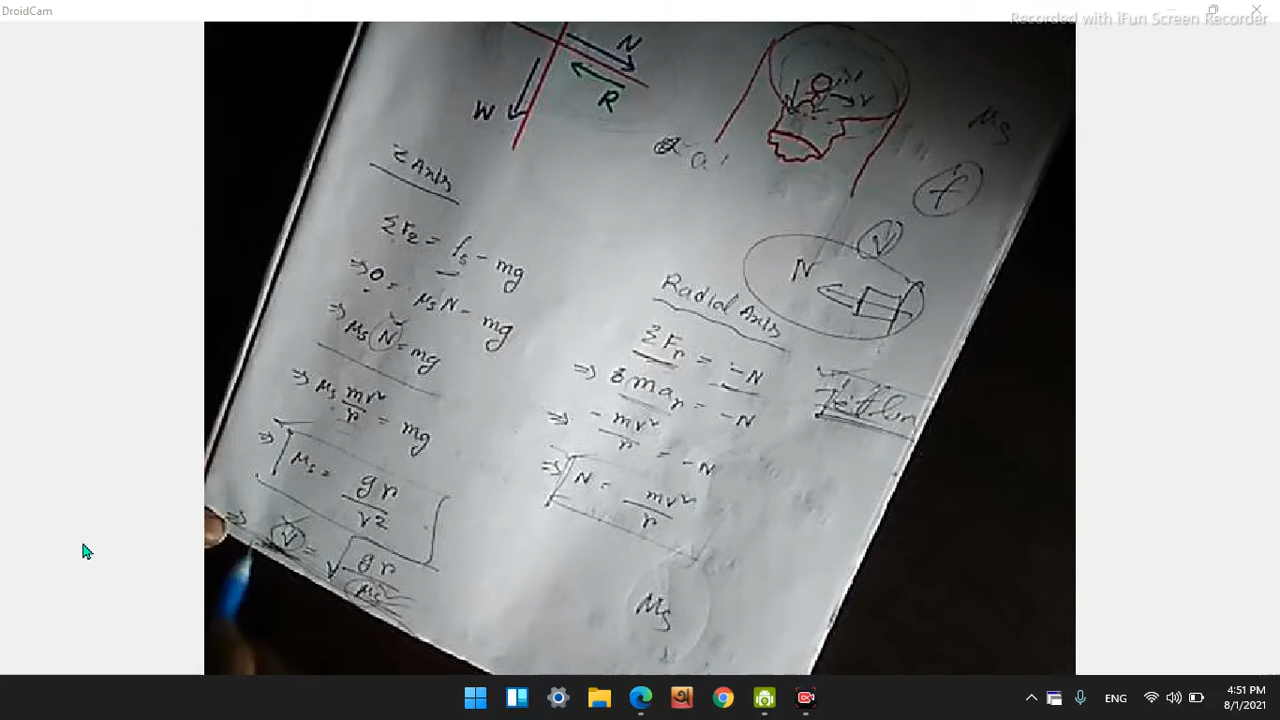 DroidCam
Recorded with iFun Screen Recorder
N
R
W
r
μs
a
f
Z Axis
ΣFz = fs - mg
⇒ 0 = μsN - mg
⇒ μsN = mg
⇒ μs mv²/r = mg
⇒ μs = gr/v²
⇒ V = √gr/μs
V
N
Radial Axis
ΣFr = -N
⇒ mar = -N
⇒ -mv²/r = -N
⇒ N = mv²/r
μs
ENG
4:51 PM
8/1/2021